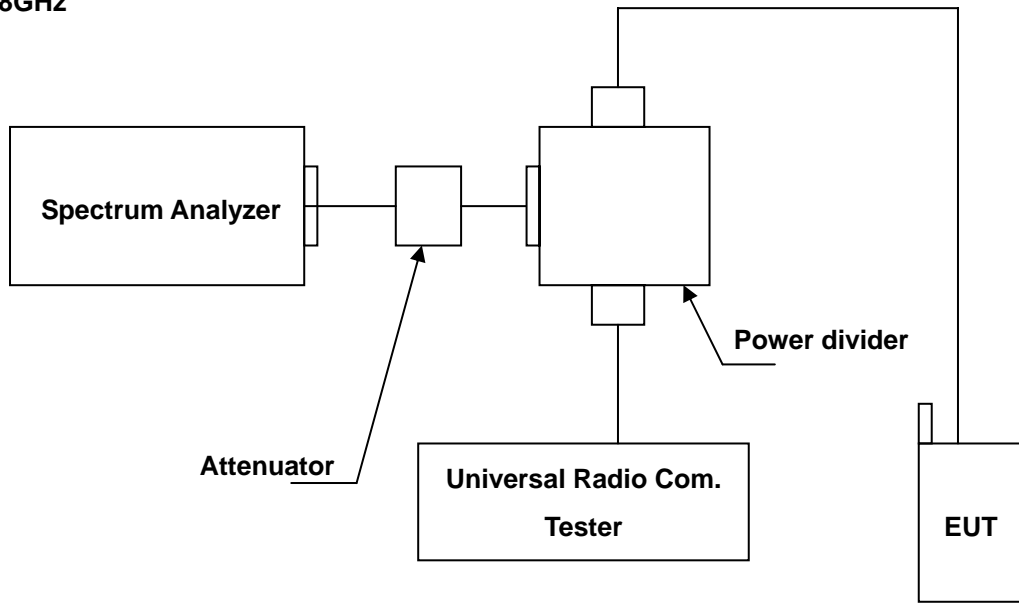 8GHz
Spectrum Analyzer
Power divider
Attenuator
Universal Radio Com.
Tester
EUT